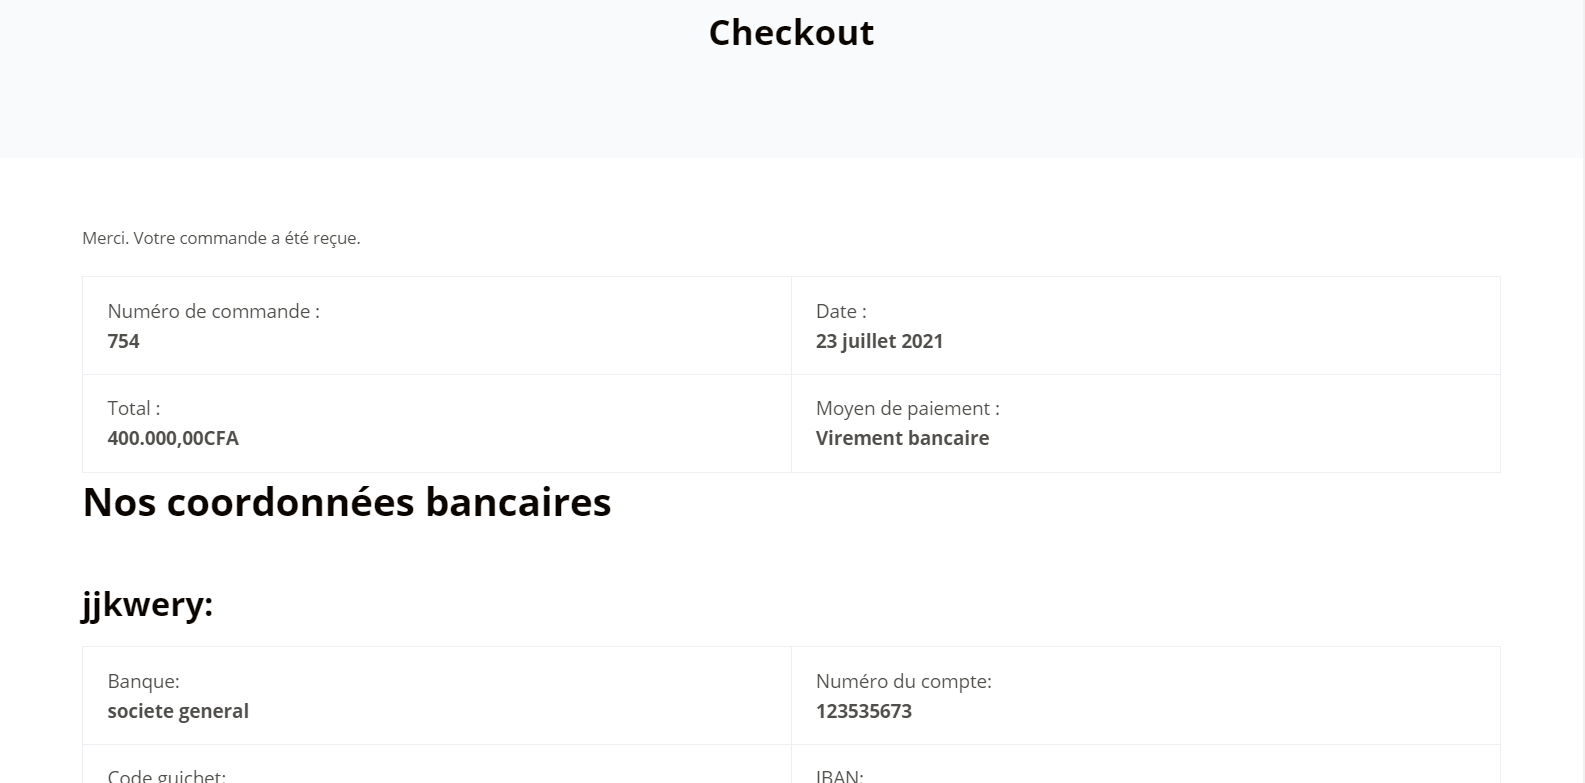 Checkout
Merci. Votre commande a été reçue.
Numéro de commande :
754
Date :
23 juillet 2021
Total :
400.000,00CFA
Moyen de paiement :
Virement bancaire
Nos coordonnées bancaires
jjkwery:
Banque:
societe general
Numéro du compte:
123535673
Code guichet:
IBAN: